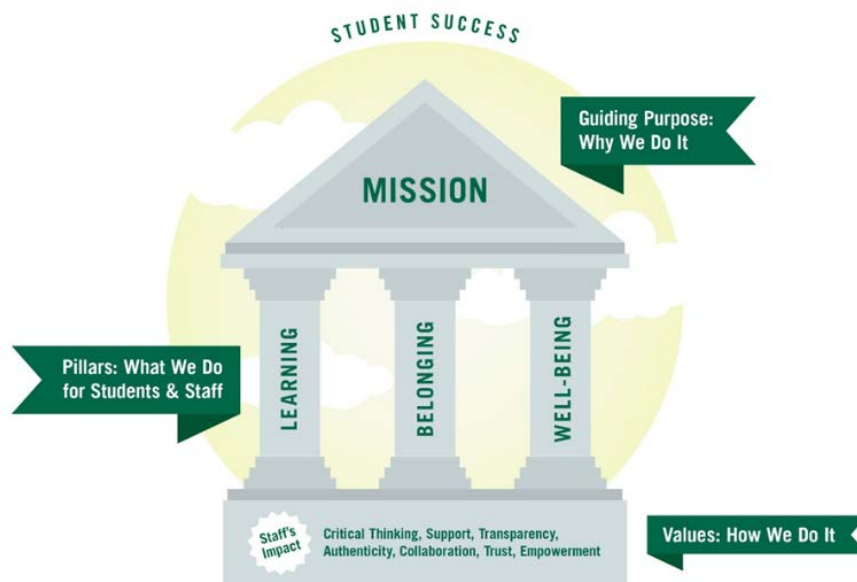 STUDENT SUCCESS
Guiding Purpose:
Why We Do It
MISSION
Pillars: What We Do
for Students & Staff
LEARNING
BELONGING
WELL-BEING
Staff's
Impact
Critical Thinking, Support, Transparency,
Authenticity, Collaboration, Trust, Empowerment
Values: How We Do It